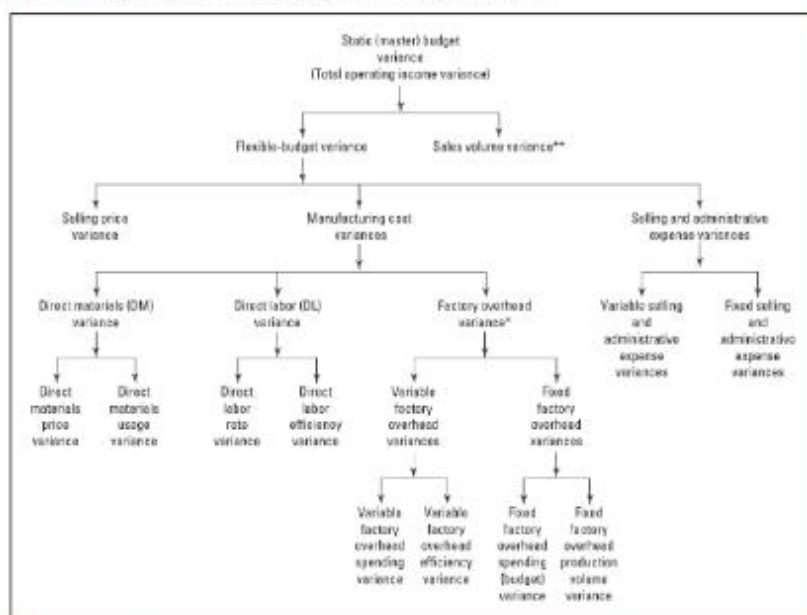 Static (master) budget
variance
(Total operating income variance)
Flexible-budget variance
Sales volume variance**
Selling price
variance
Manufacturing cost
variances
Selling and administrative
expense variances
Direct materials (DM)
variance
Direct labor (DL)
variance
Factory overhead
variance*
Variable selling
and
administrative
expense
variances
Fixed selling
and
administrative
expense
variances
Direct
materials
price
variance
Direct
materials
usage
variance
Direct
labor
rate
variance
Direct
labor
efficiency
variance
Variable
factory
overhead
variances
Fixed
factory
overhead
variances
Variable
factory
overhead
spending
variance
Variable
factory
overhead
efficiency
variance
Fixed
factory
overhead
spending
(budget)
variance
Fixed
factory
overhead
production
volume
variance